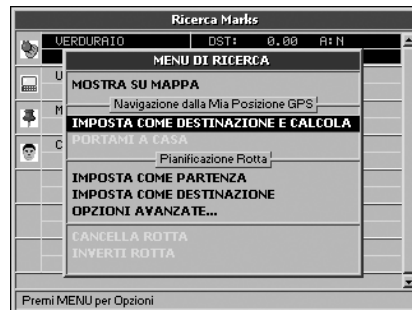 Ricerca Marks
VERDURAIO DST: 0.00 A: N
MENU DI RICERCA
U
MOSTRA SU MAPPA
Navigazione dalla Mia Posizione GPS
M
IMPOSTA COME DESTINAZIONE E CALCOLA
PORTAMI A CASA
C
Pianificazione Rotta
IMPOSTA COME PARTENZA
IMPOSTA COME DESTINAZIONE
OPZIONI AVANZATE...
CANCELLA ROTTA
INVERTI ROTTA
Premi MENU per Opzioni